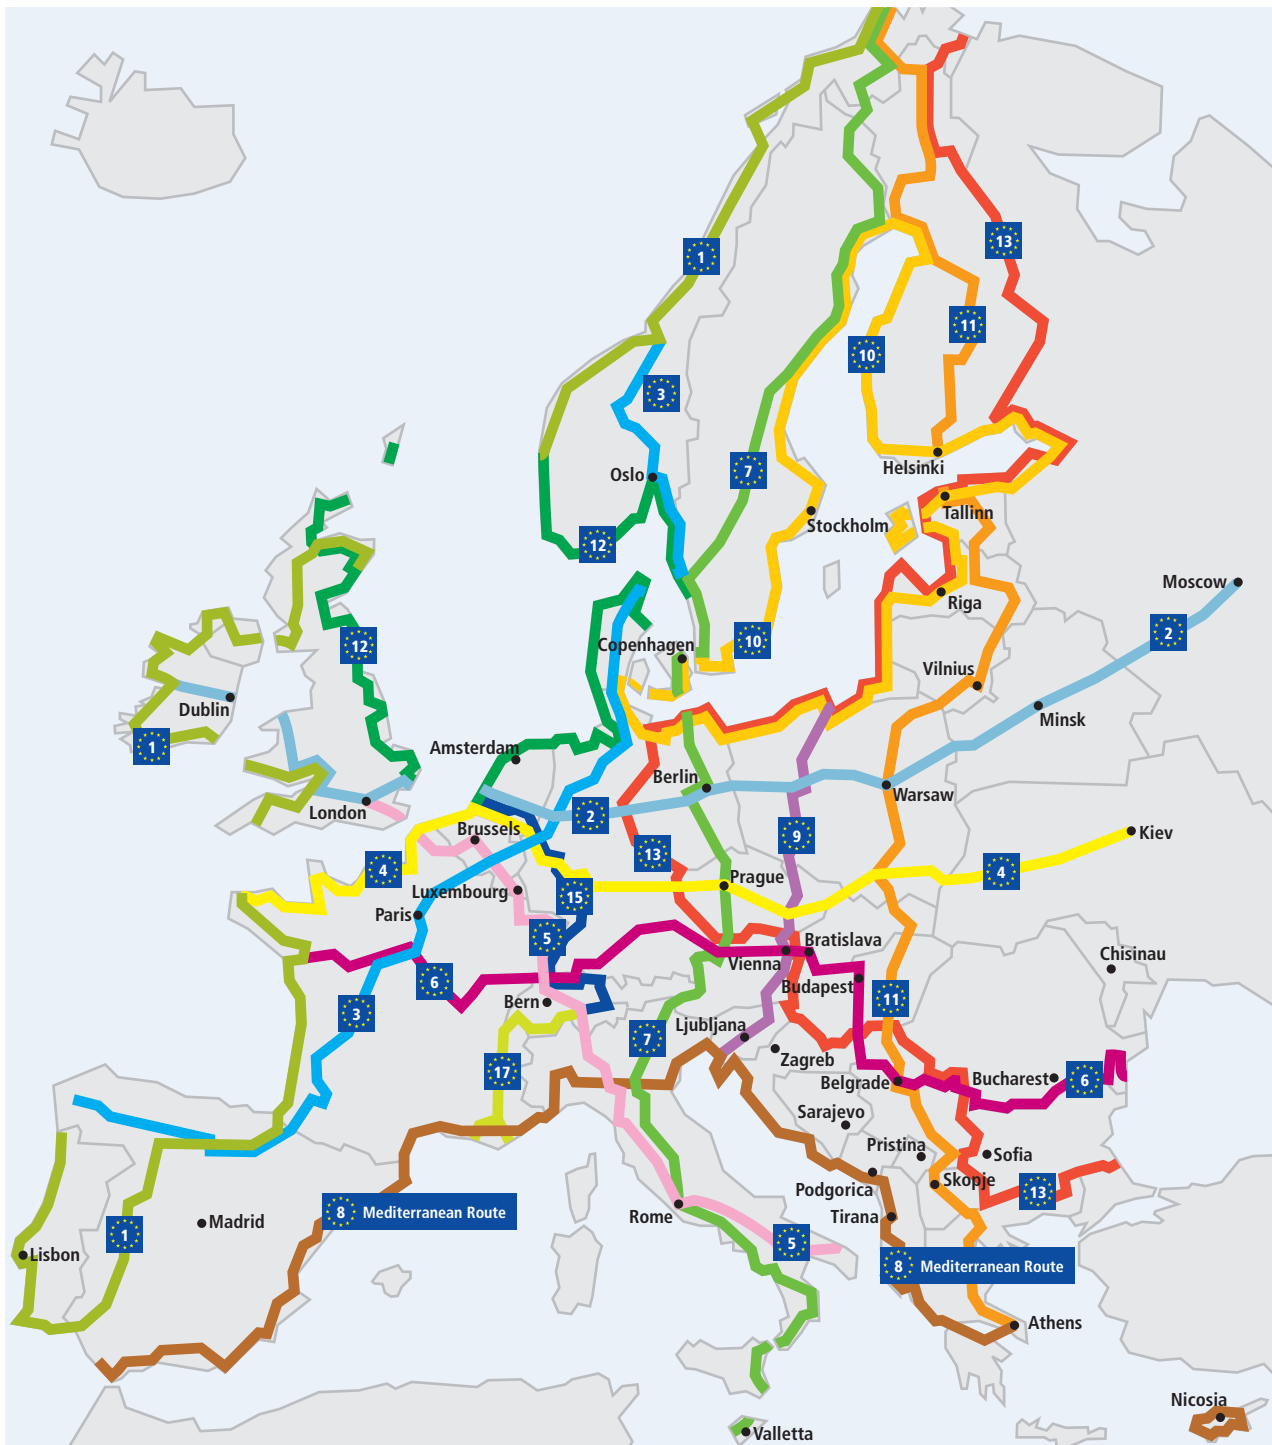 1
13
11
10
3
Oslo
7
Helsinki
Tallinn
Stockholm
12
Moscow
Riga
2
10
12
Copenhagen
Vilnius
Dublin
Minsk
1
Amsterdam
Berlin
Warsaw
London
2
Brussels
9
Kiev
13
4
Prague
4
Luxembourg
15
Paris
5
Bratislava
Vienna
Chisinau
6
Budapest
Bern
11
3
Ljubljana
7
Zagreb
17
Belgrade
Bucharest
6
Sarajevo
Pristina
Sofia
Skopje
Podgorica
13
8 Mediterranean Route
Rome
Tirana
Madrid
1
5
Lisbon
8 Mediterranean Route
Athens
Nicosia
Valletta